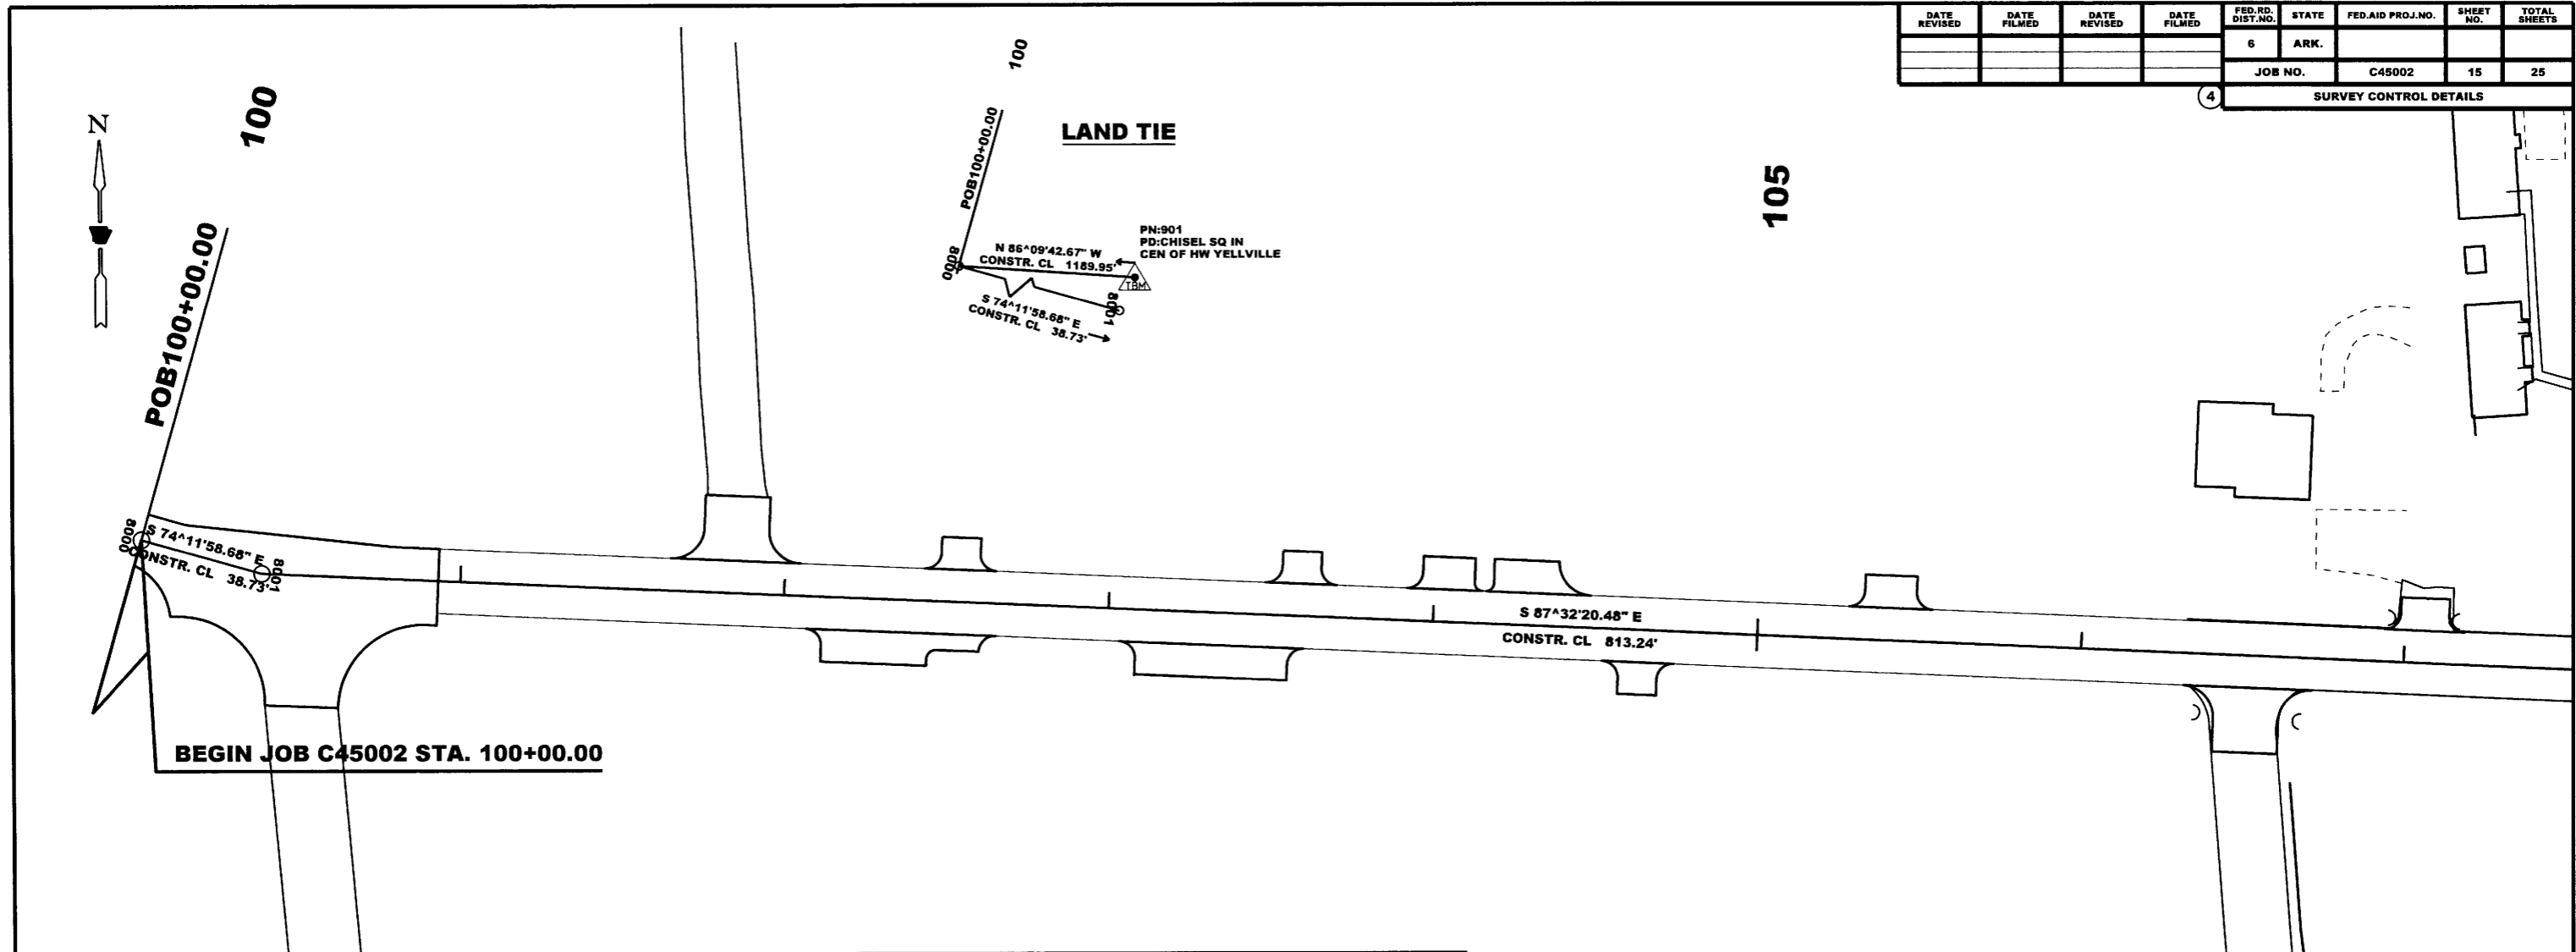 DATE REVISED
DATE FILMED
DATE REVISED
DATE FILMED
FED.RD. DIST.NO.
STATE
FED.AID PROJ.NO.
SHEET NO.
TOTAL SHEETS
6
ARK.
JOB NO.
C45002
15
25
4
SURVEY CONTROL DETAILS
N
100
POB100+00.00
100
POB100+00.00
LAND TIE
PN:901
PD:CHISEL SQ IN
CEN OF HW YELLVILLE
N 86^09'42.67" W
CONSTR. CL 1189.95'
8000
TBM
8001
S 74^11'58.68" E
CONSTR. CL 38.73'
105
8000
S 74^11'58.68" E
CONSTR. CL 38.73'
8001
S 87^32'20.48" E
CONSTR. CL 813.24'
BEGIN JOB C45002 STA. 100+00.00